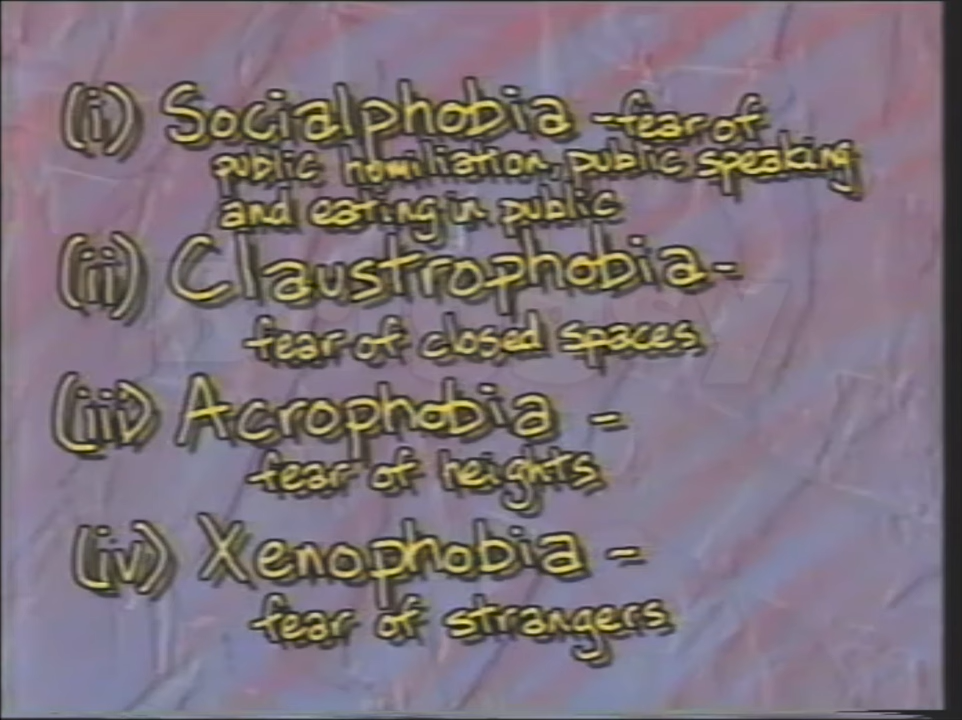 (i) Socialphobia - fear of
public homiliation, public speaking
and eating in public
(ii) Claustrophobia -
fear of closed spaces
(iii) Acrophobia -
fear of heights
(iv) Xenophobia -
fear of strangers